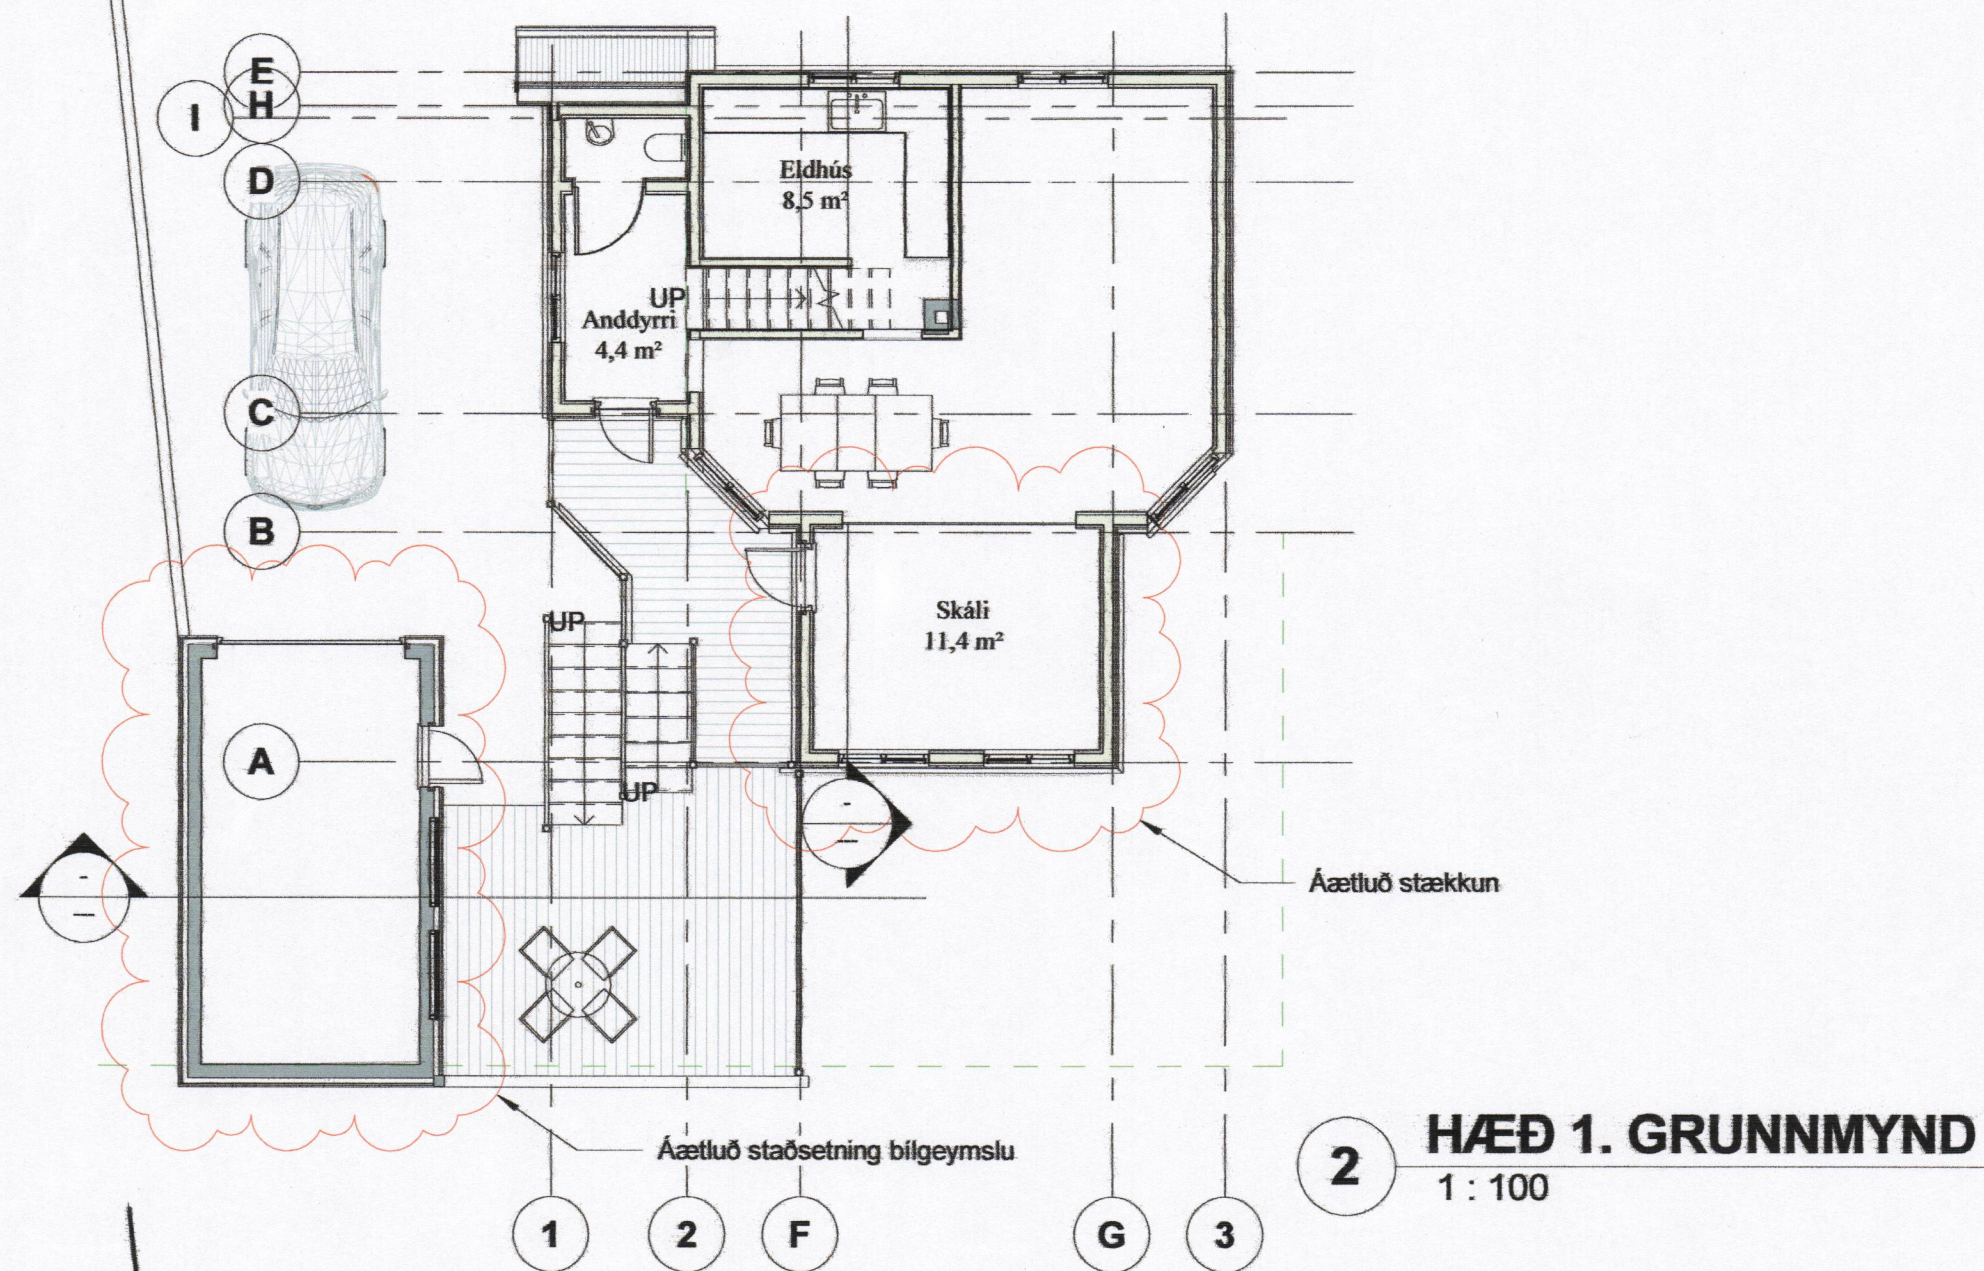 E
H
I
D
Eldhús
8,5 m²
UP
Anddyrri
4,4 m²
C
B
UP
Skáli
11,4 m²
A
UP
-
---
-
---
Áætluð stækkun
Áætluð staðsetning bílgeymslu
2
HÆÐ 1. GRUNNMYND
1 : 100
1
2
F
G
3